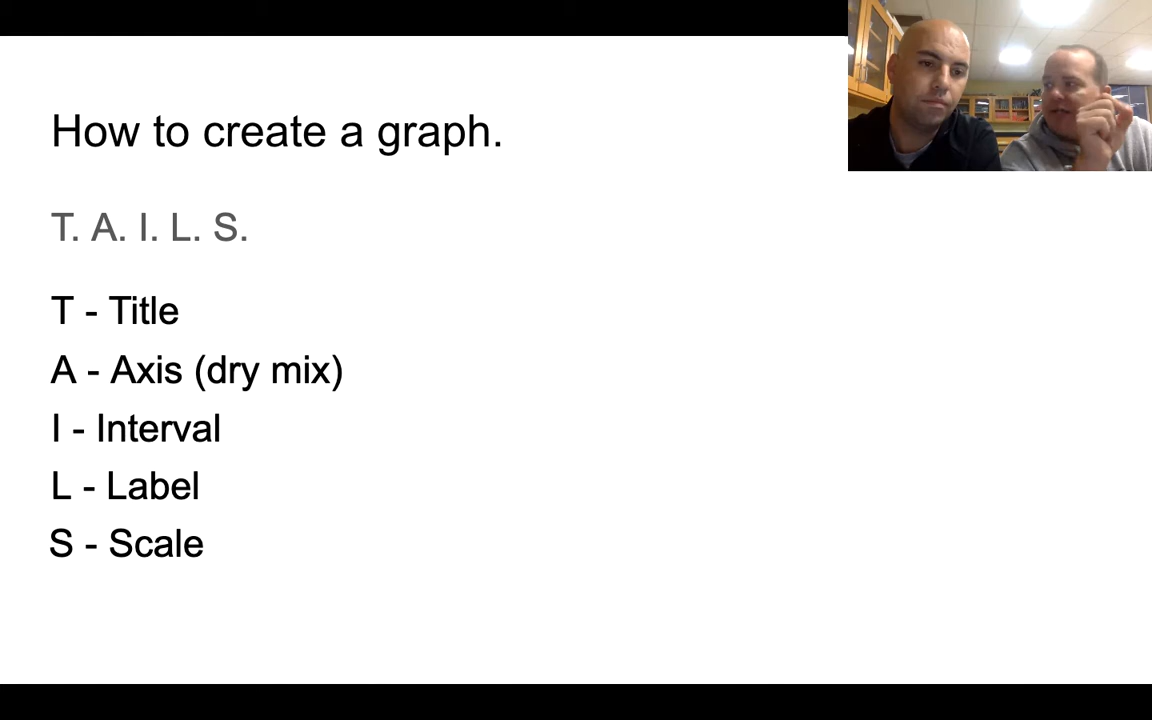 How to create a graph.
T. A. I. L. S.
T - Title
A - Axis (dry mix)
I - Interval
L - Label
S - Scale